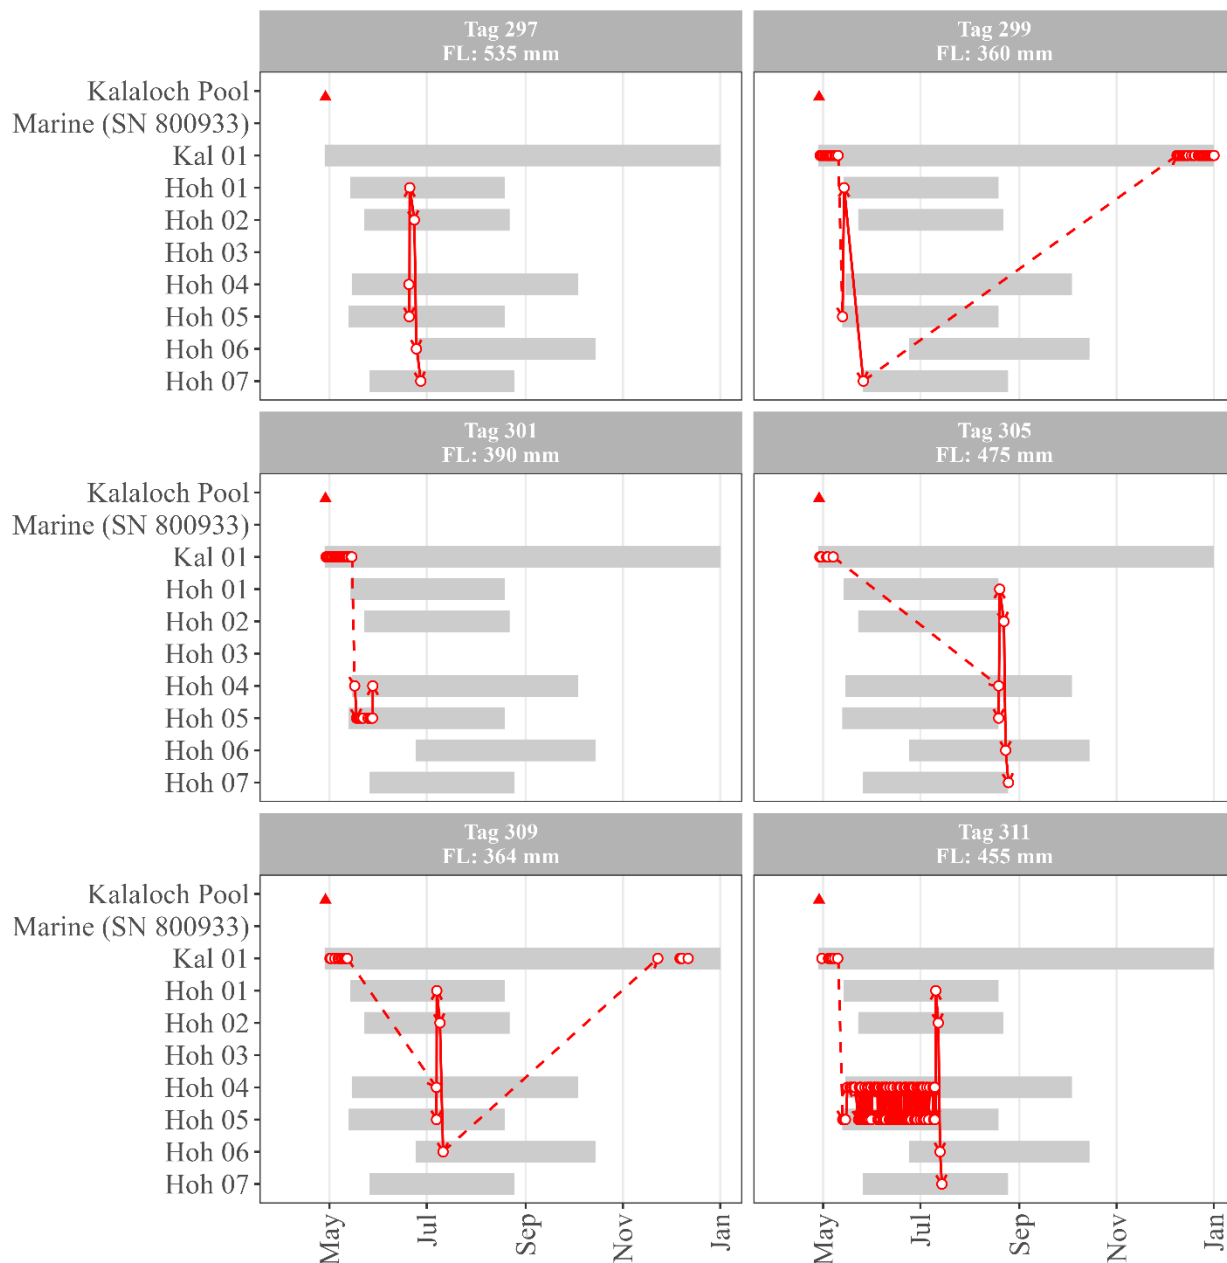 Tag 297
FL: 535 mm
Tag 299
FL: 360 mm
Kalaloch Pool
Marine (SN 800933)
Kal 01
Hoh 01
Hoh 02
Hoh 03
Hoh 04
Hoh 05
Hoh 06
Hoh 07
Tag 301
FL: 390 mm
Tag 305
FL: 475 mm
Kalaloch Pool
Marine (SN 800933)
Kal 01
Hoh 01
Hoh 02
Hoh 03
Hoh 04
Hoh 05
Hoh 06
Hoh 07
Tag 309
FL: 364 mm
Tag 311
FL: 455 mm
Kalaloch Pool
Marine (SN 800933)
Kal 01
Hoh 01
Hoh 02
Hoh 03
Hoh 04
Hoh 05
Hoh 06
Hoh 07
May
Jul
Sep
Nov
Jan
May
Jul
Sep
Nov
Jan